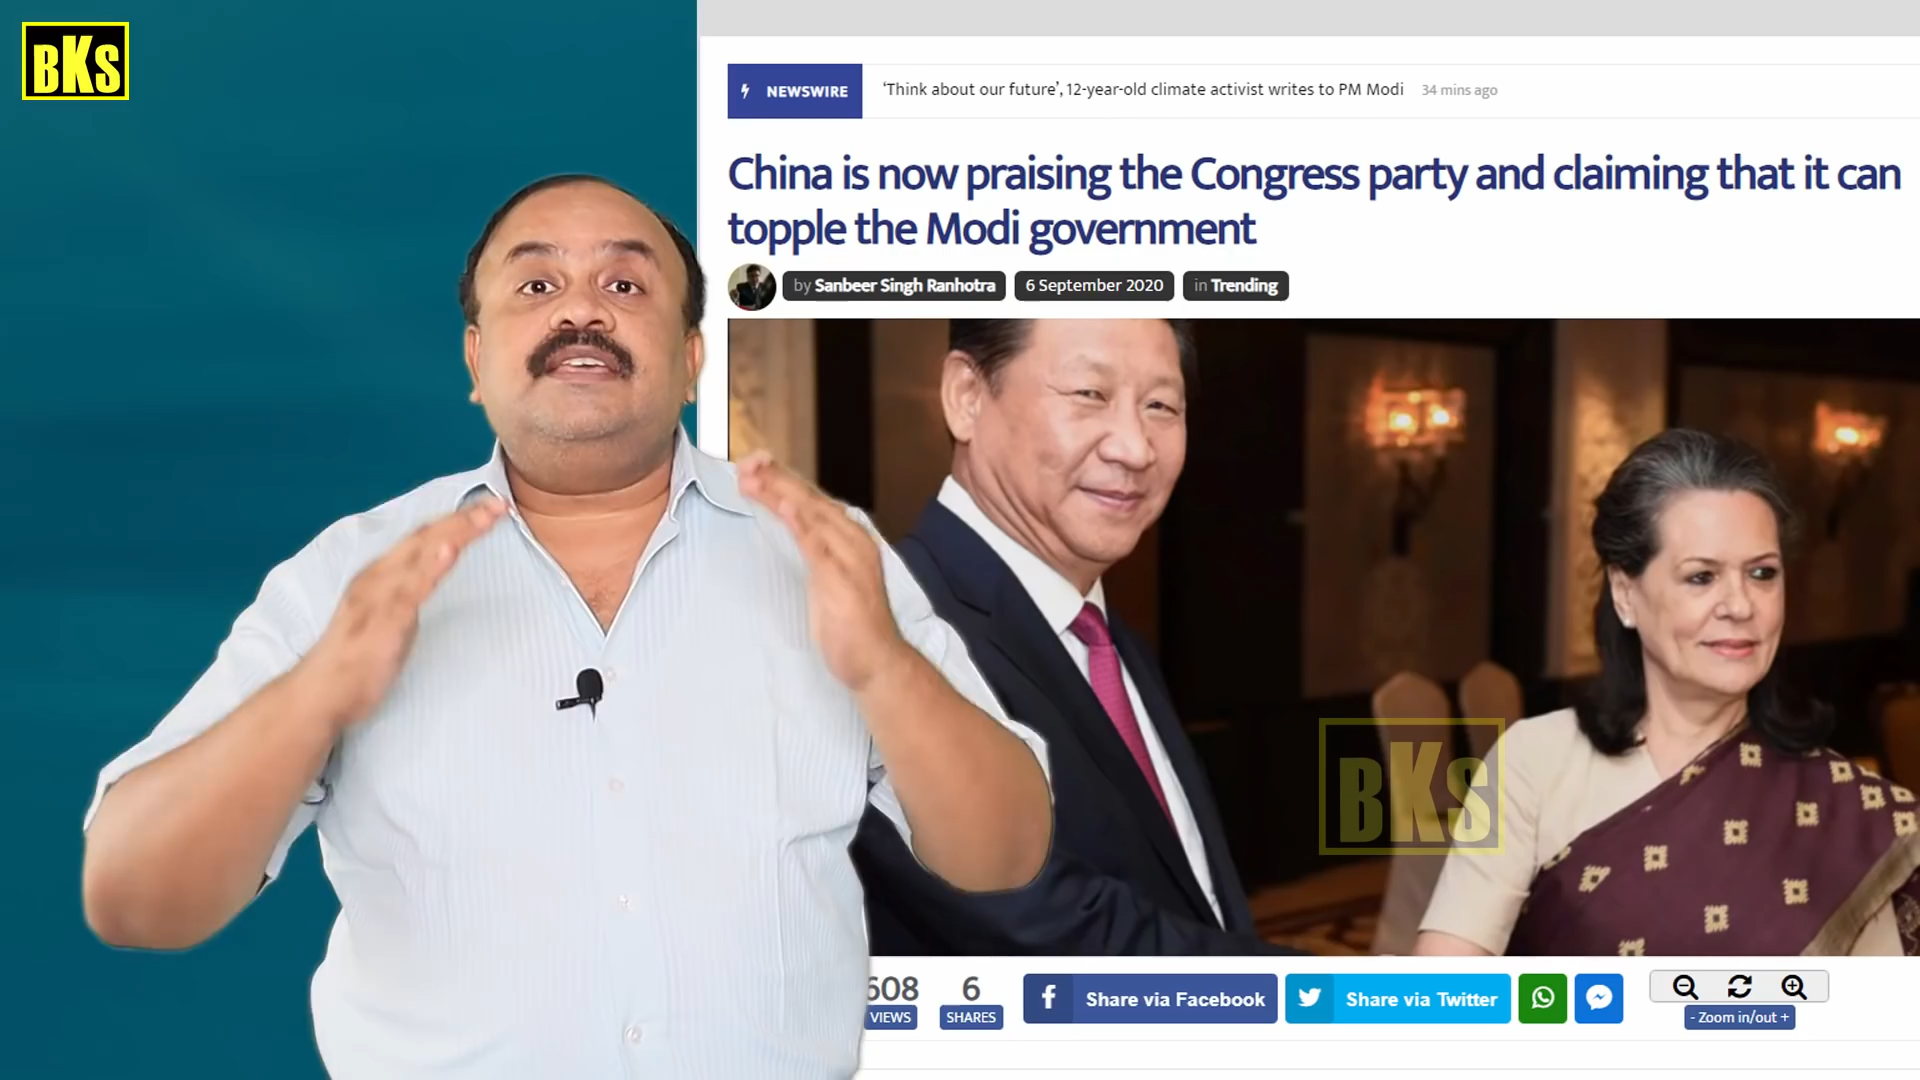 BKS
NEWSWIRE
‘Think about our future’, 12-year-old climate activist writes to PM Modi 34 mins ago
China is now praising the Congress party and claiming that it can
topple the Modi government
by Sanbeer Singh Ranhotra 6 September 2020 in Trending
BKS
608 6
VIEWS SHARES
Share via Facebook Share via Twitter
- Zoom in/out +